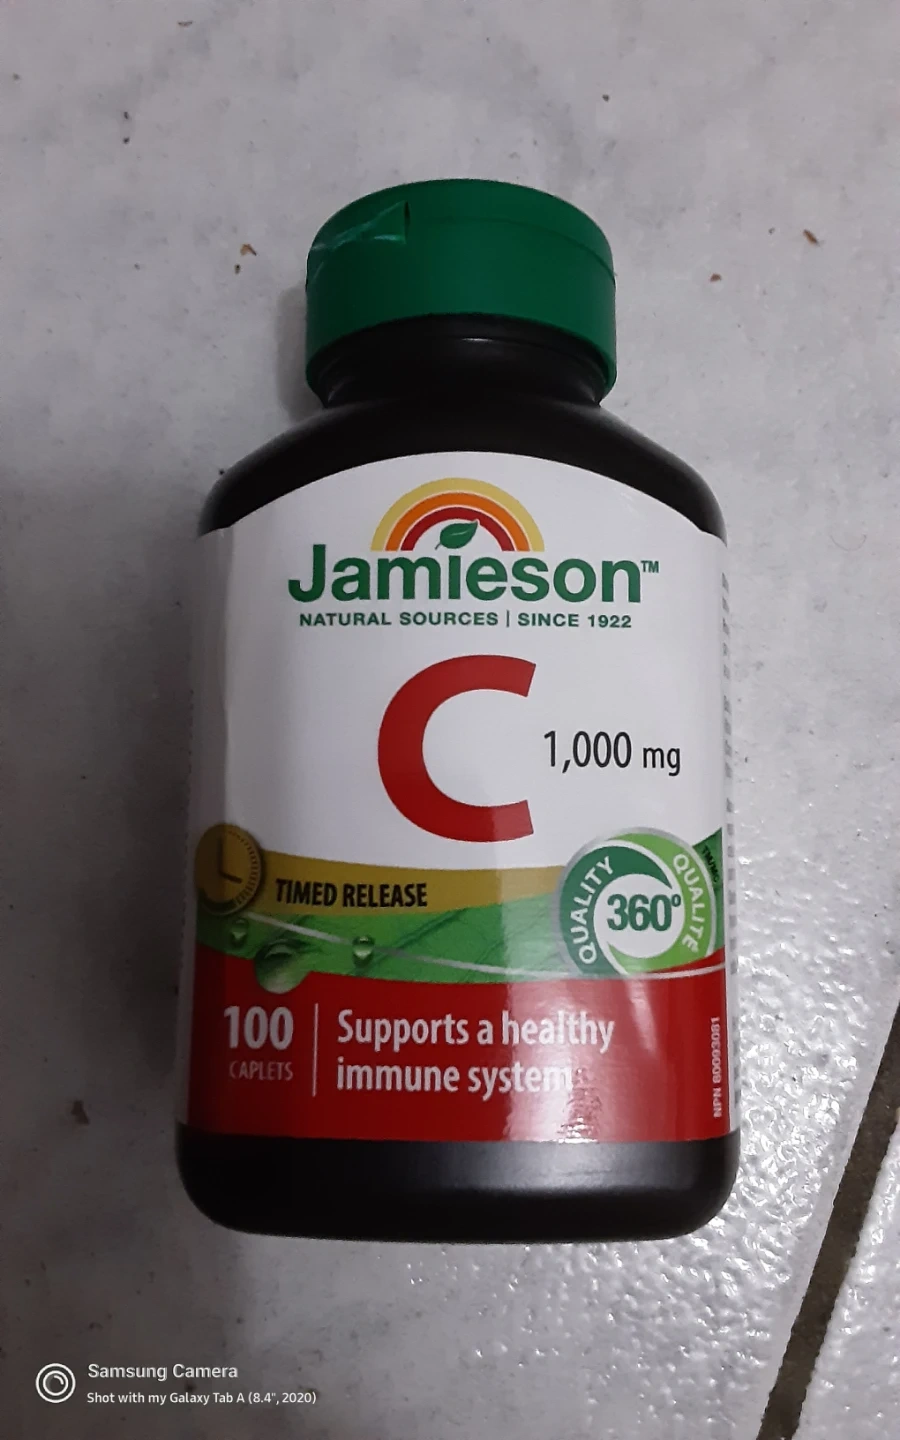 Jamieson™
NATURAL SOURCES | SINCE 1922
C
1,000 mg
TIMED RELEASE
QUALITY 360° QUALITÉ
100
CAPLETS
Supports a healthy
immune system
NPN 80093081
Samsung Camera
Shot with my Galaxy Tab A (8.4", 2020)